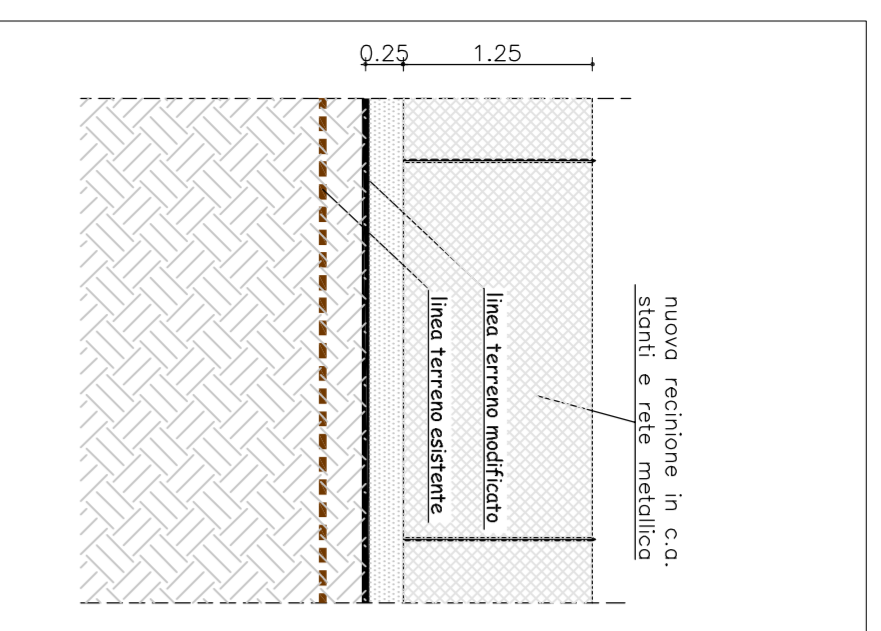 0.25
1.25
nuova recinione in c.a.
stanti e rete metallica
linea terreno modificato
linea terreno esistente